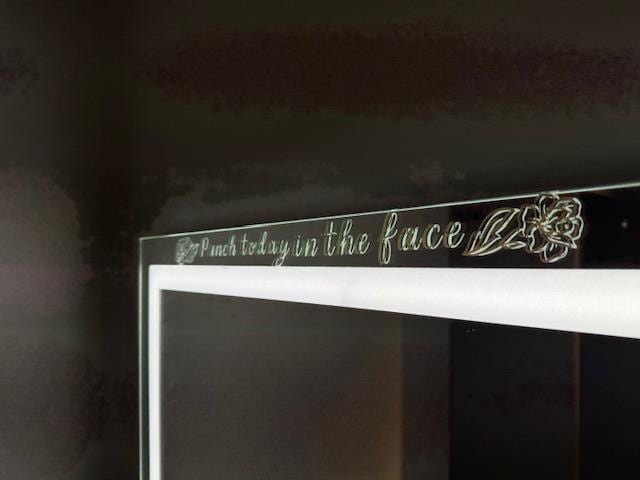 Punch today in the face